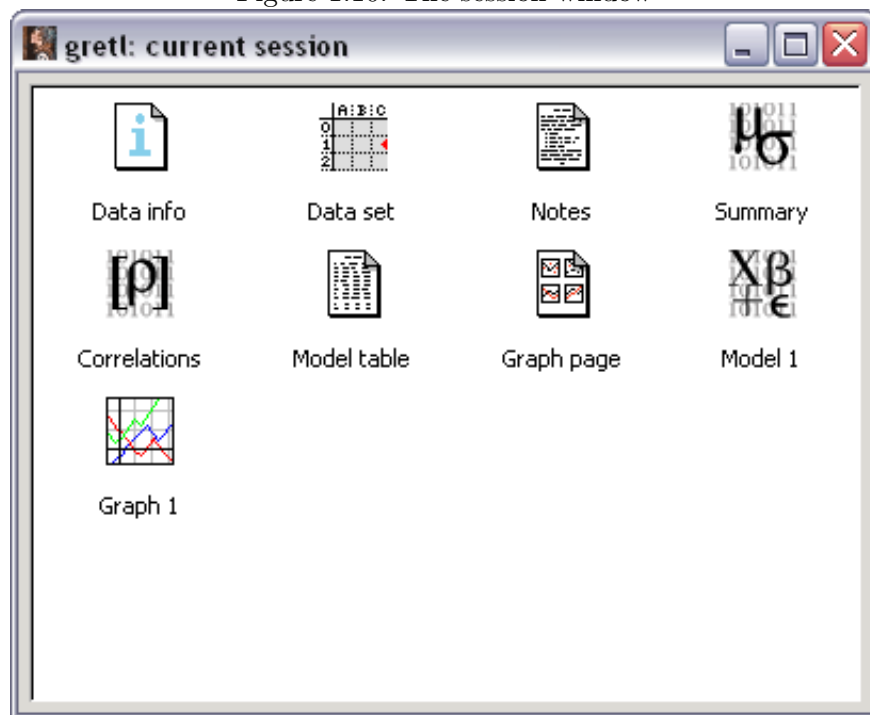 gretl: current session
Data info Data set Notes Summary
Correlations Model table Graph page Model 1
Graph 1